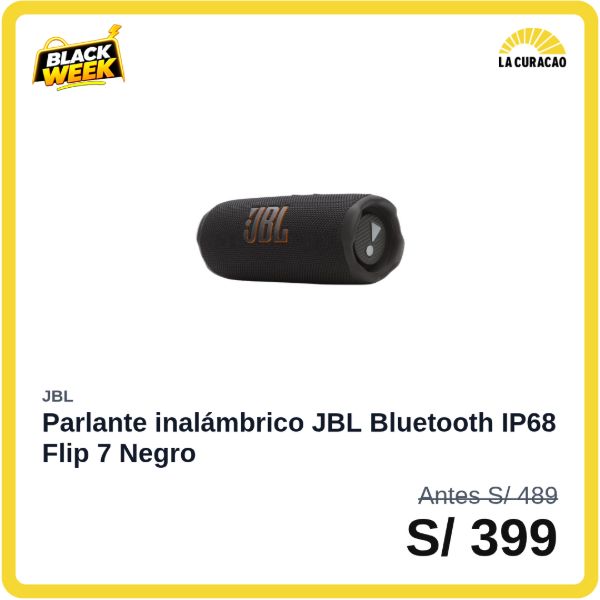 BLACK
WEEK
LA CURACAO
JBL
JBL
Parlante inalámbrico JBL Bluetooth IP68
Flip 7 Negro
Antes S/ 489
S/ 399